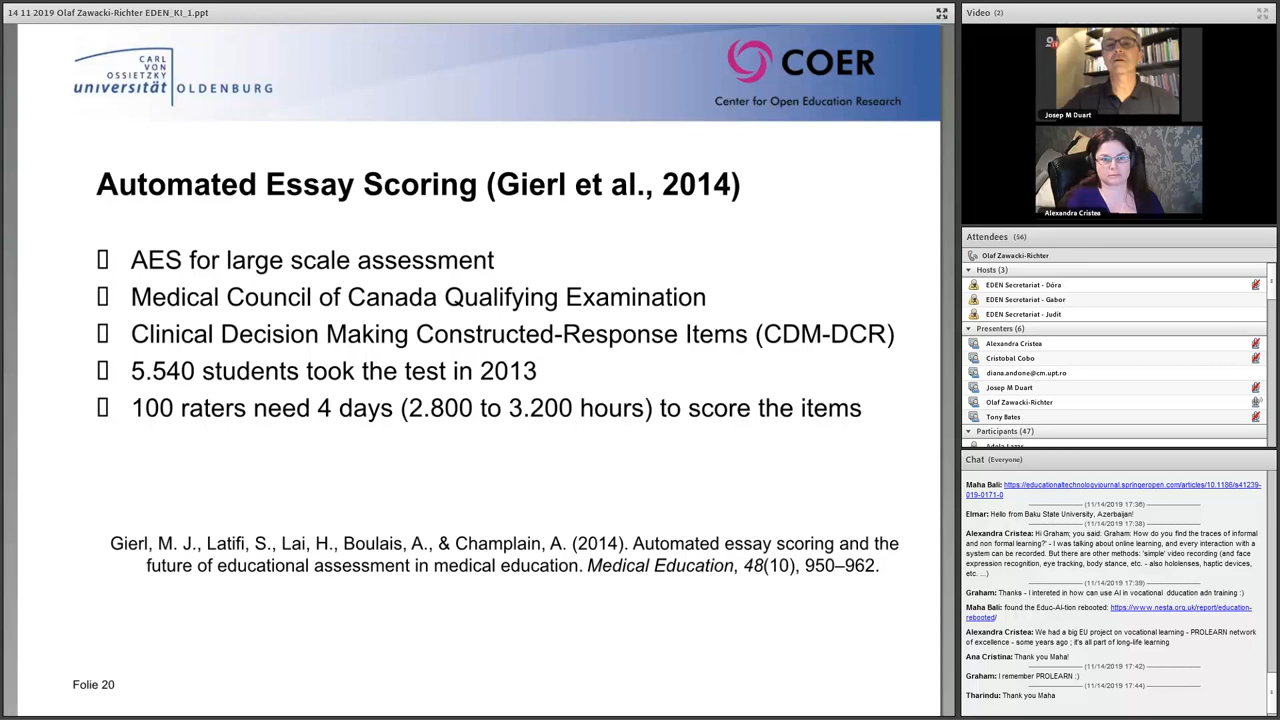 14 11 2019 Olaf Zawacki-Richter EDEN_KI_1.ppt
CARL
VON
OSSIETZKY
universität OLDENBURG
COER
Center for Open Education Research
Automated Essay Scoring (Gierl et al., 2014)
AES for large scale assessment
Medical Council of Canada Qualifying Examination
Clinical Decision Making Constructed-Response Items (CDM-DCR)
5.540 students took the test in 2013
100 raters need 4 days (2.800 to 3.200 hours) to score the items
Gierl, M. J., Latifi, S., Lai, H., Boulais, A., & Champlain, A. (2014). Automated essay scoring and the
future of educational assessment in medical education. Medical Education, 48(10), 950–962.
Folie 20
Video (2)
Josep M Duart
Alexandra Cristea
Attendees (56)
Olaf Zawacki-Richter
Hosts (3)
EDEN Secretariat - Dóra
EDEN Secretariat - Gabor
EDEN Secretariat - Judit
Presenters (6)
Alexandra Cristea
Cristobal Cobo
diana.andone@cm.upt.ro
Josep M Duart
Olaf Zawacki-Richter
Tony Bates
Participants (47)
Chat (Everyone)
Maha Bali: https://educationaltechnologyjournal.springeropen.com/articles/10.1186/s41239-
019-0171-0
(11/14/2019 17:36)
Elmar: Hello from Baku State University, Azerbaijan!
(11/14/2019 17:38)
Alexandra Cristea: Hi Graham; you said: Graham: How do you find the traces of informal
and non formal learning?' - I was talking about online learning, and every interaction with a
system can be recorded. But there are other methods: 'simple' video recording (and face
expression recognition, eye tracking, body stance, etc. - also hololenses, haptic devices,
etc. ...)
(11/14/2019 17:39)
Graham: Thanks - I intereted in how can use AI in vocational dducation adn training :)
Maha Bali: found the Educ-AI-tion rebooted: https://www.nesta.org.uk/report/education-
rebooted/
Alexandra Cristea: We had a big EU project on vocational learning - PROLEARN network
of excellence - some years ago ; it's all part of long-life learning
Ana Cristina: Thank you Maha!
(11/14/2019 17:42)
Graham: I remember PROLEARN :)
(11/14/2019 17:44)
Tharindu: Thank you Maha